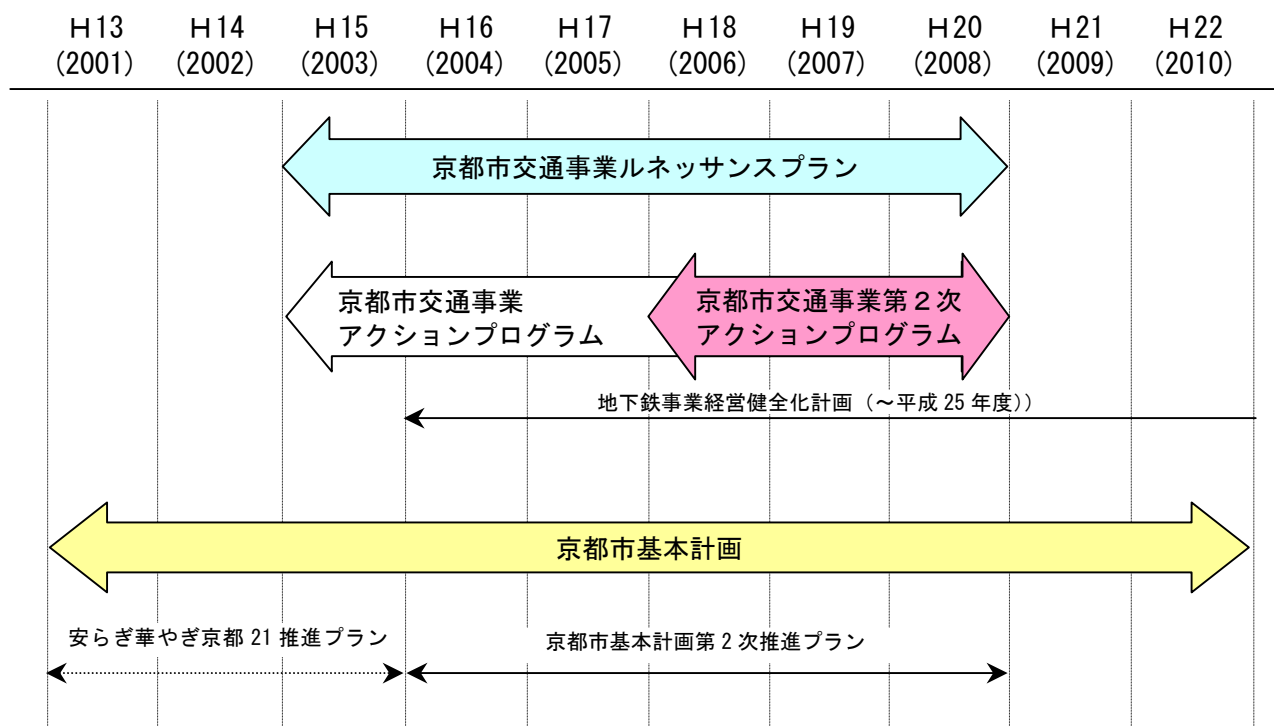 H13 H14 H15 H16 H17 H18 H19 H20 H21 H22
(2001) (2002) (2003) (2004) (2005) (2006) (2007) (2008) (2009) (2010)
京都市交通事業ルネッサンスプラン
京都市交通事業
アクションプログラム
京都市交通事業第2次
アクションプログラム
地下鉄事業経営健全化計画（～平成25年度））
京都市基本計画
安らぎ華やぎ京都21推進プラン
京都市基本計画第2次推進プラン